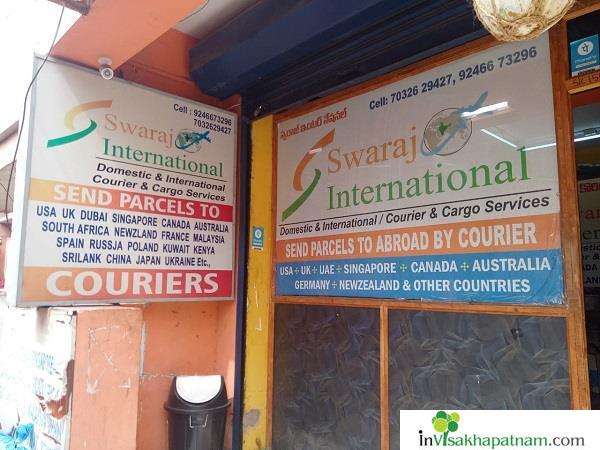 Cell : 9246673296
7032629427
Swaraj
International
Domestic & International
Courier & Cargo Services
SEND PARCELS TO
USA UK DUBAI SINGAPORE CANADA AUSTRALIA
SOUTH AFRICA NEWZLAND FRANCE MALAYSIA
SPAIN RUSSJA POLAND KUWAIT KENYA
SRILANK CHINA JAPAN UKRAINE Etc.,
COURIERS
స్వరాజ్ ఇంటర్ నేషనల్
Cell: 70326 29427, 92466 73296
Swaraj
International
Domestic & International / Courier & Cargo Services
SEND PARCELS TO ABROAD BY COURIER
USA + UK + UAE + SINGAPORE + CANADA + AUSTRALIA
GERMANY + NEWZEALAND & OTHER COUNTRIES
inVisakhapatnam.com